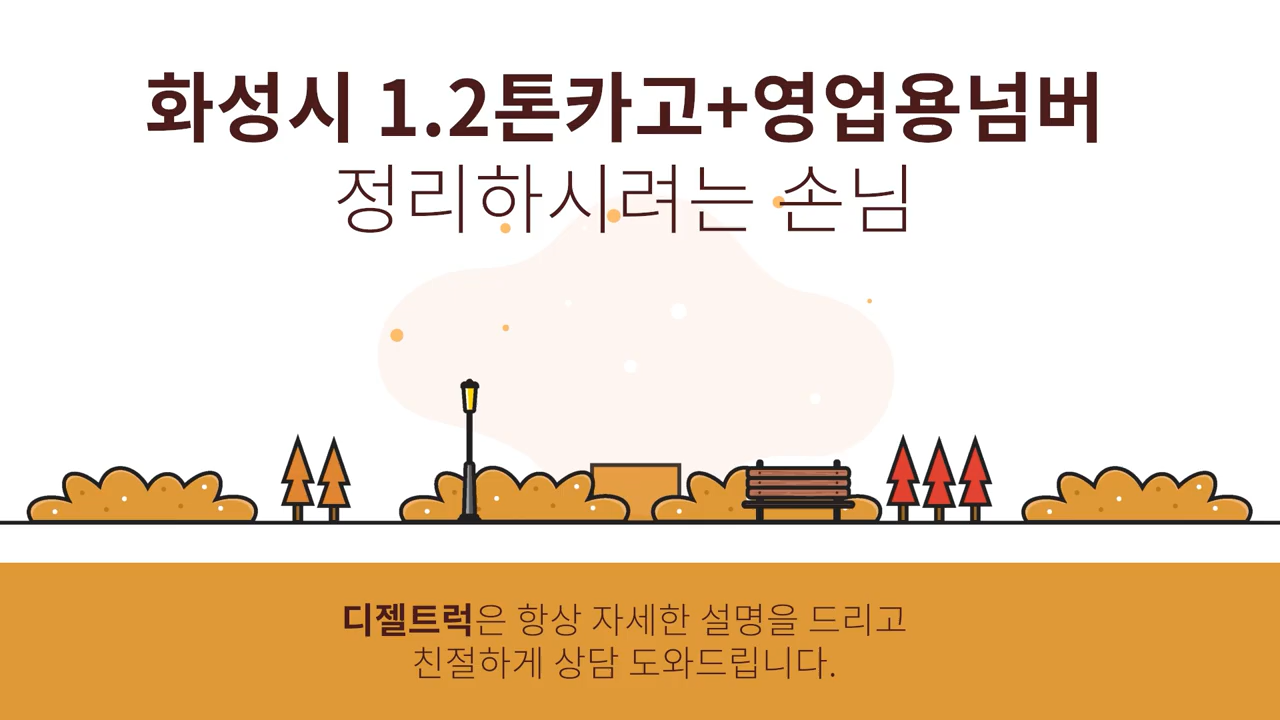 화성시 1.2톤카고+영업용넘버
정리하시려는 손님
디젤트럭은 항상 자세한 설명을 드리고
친절하게 상담 도와드립니다.